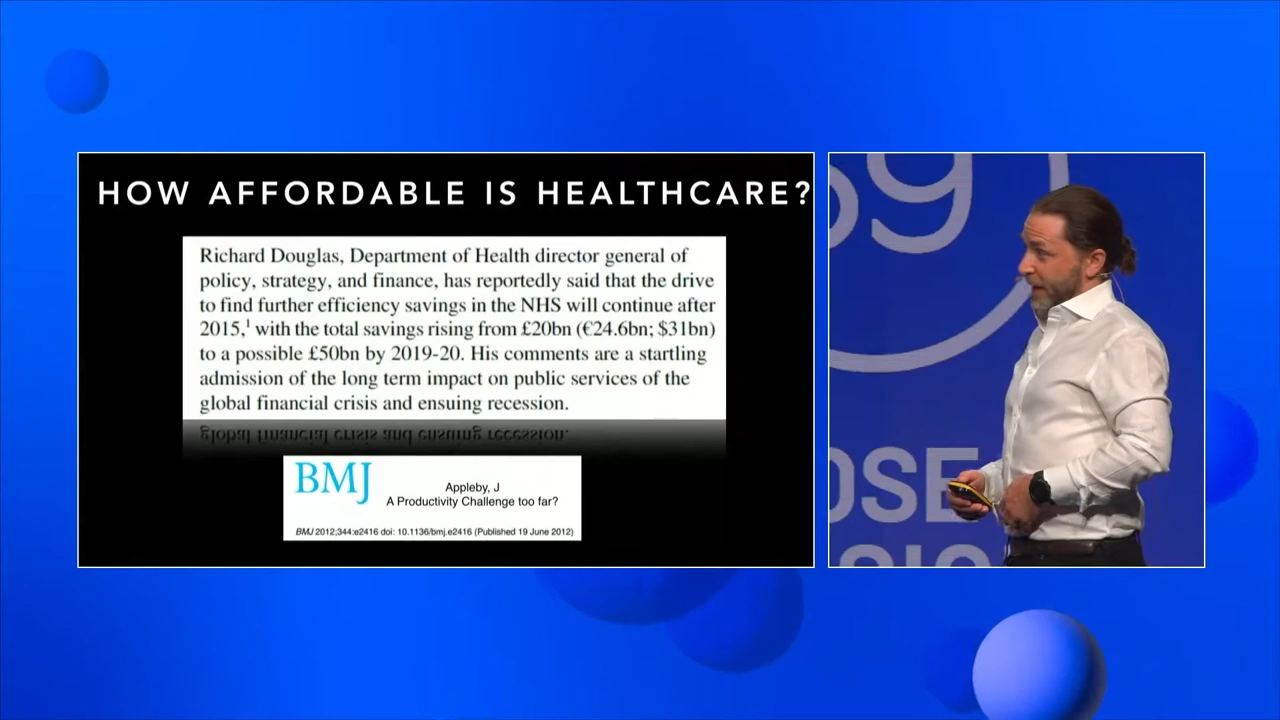 HOW AFFORDABLE IS HEALTHCARE?
Richard Douglas, Department of Health director general of
policy, strategy, and finance, has reportedly said that the drive
to find further efficiency savings in the NHS will continue after
2015,¹ with the total savings rising from £20bn (€24.6bn; $31bn)
to a possible £50bn by 2019-20. His comments are a startling
admission of the long term impact on public services of the
global financial crisis and ensuing recession.
BMJ
Appleby, J
A Productivity Challenge too far?
BMJ 2012;344:e2416 doi: 10.1136/bmj.e2416 (Published 19 June 2012)
59
OSE